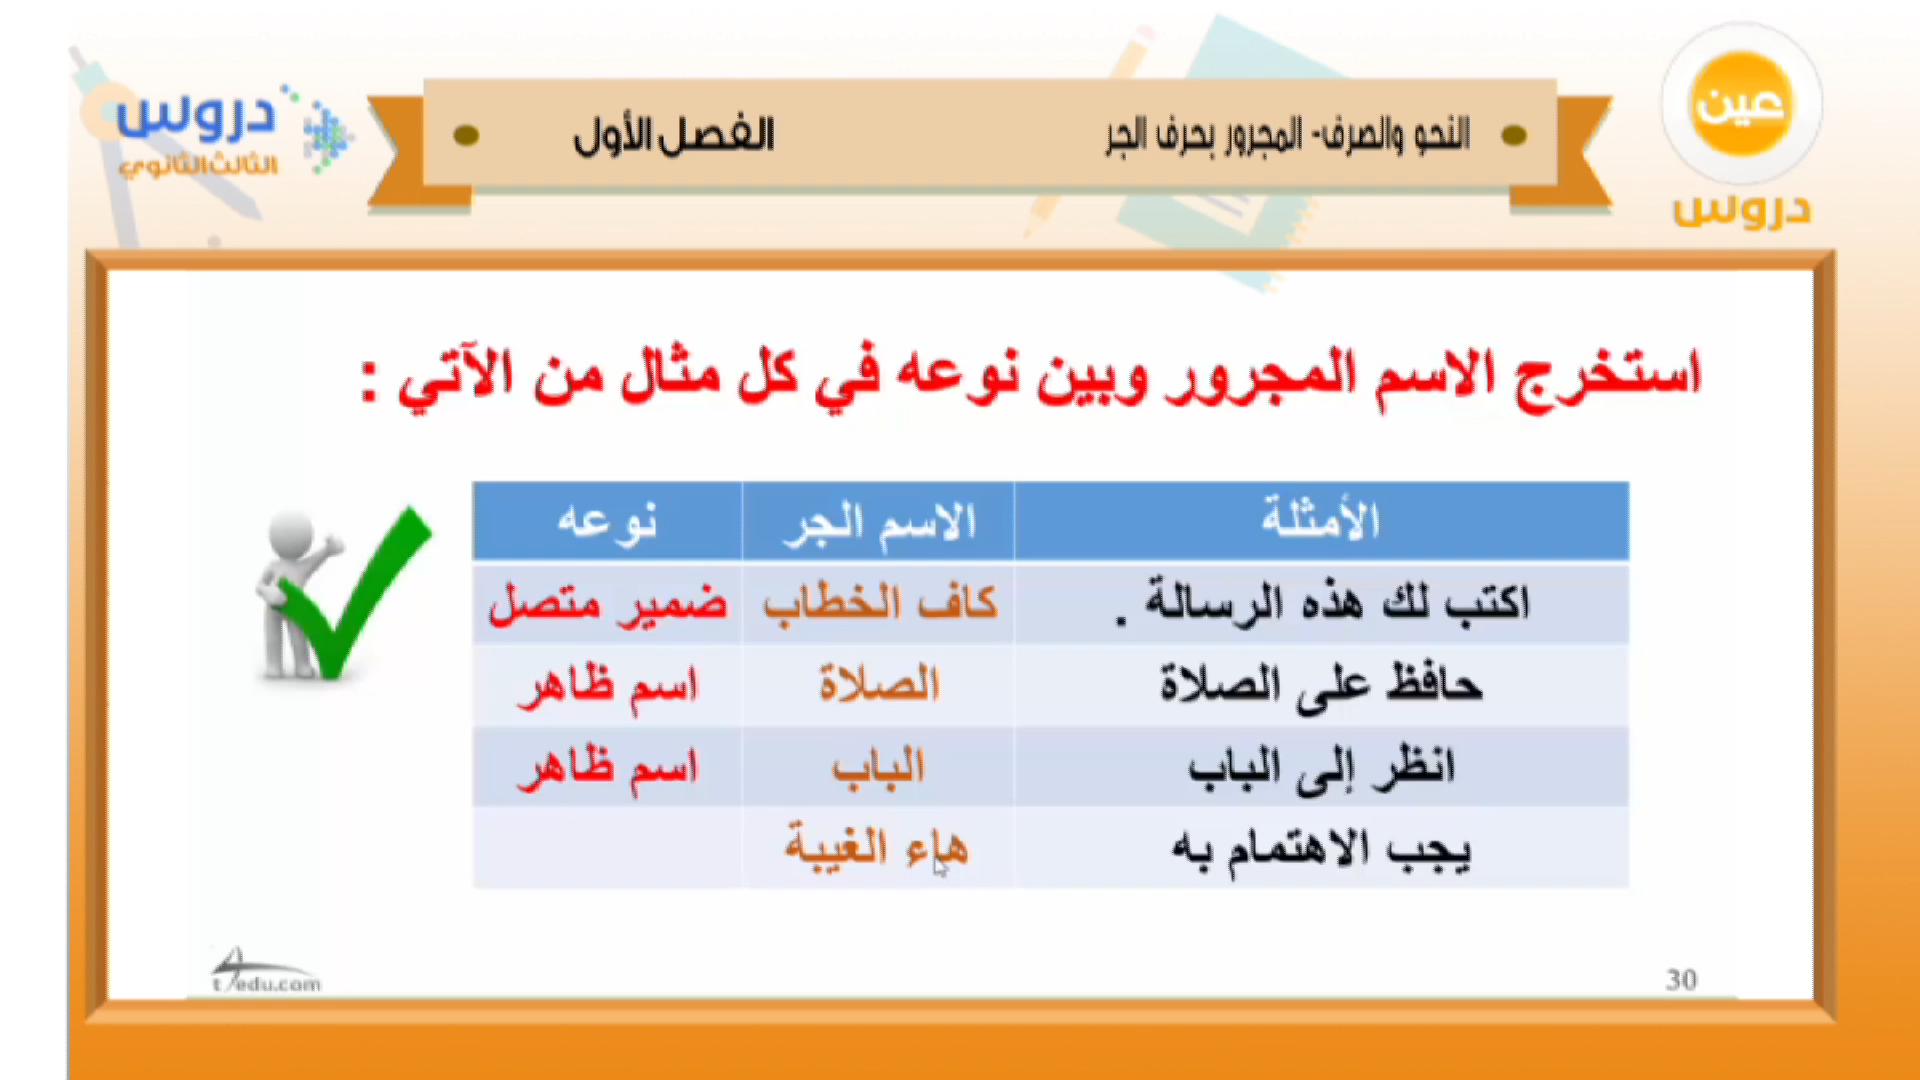 عين
دروس
النحو والصرف- المجرور بحرف الجر
الفصل الأول
دروس
الثالث الثانوي
استخرج الاسم المجرور وبين نوعه في كل مثال من الآتي :
الأمثلة الاسم الجر نوعه
اكتب لك هذه الرسالة . كاف الخطاب ضمير متصل
حافظ على الصلاة الصلاة اسم ظاهر
انظر إلى الباب الباب اسم ظاهر
يجب الاهتمام به هاء الغيبة
t4edu.com
30